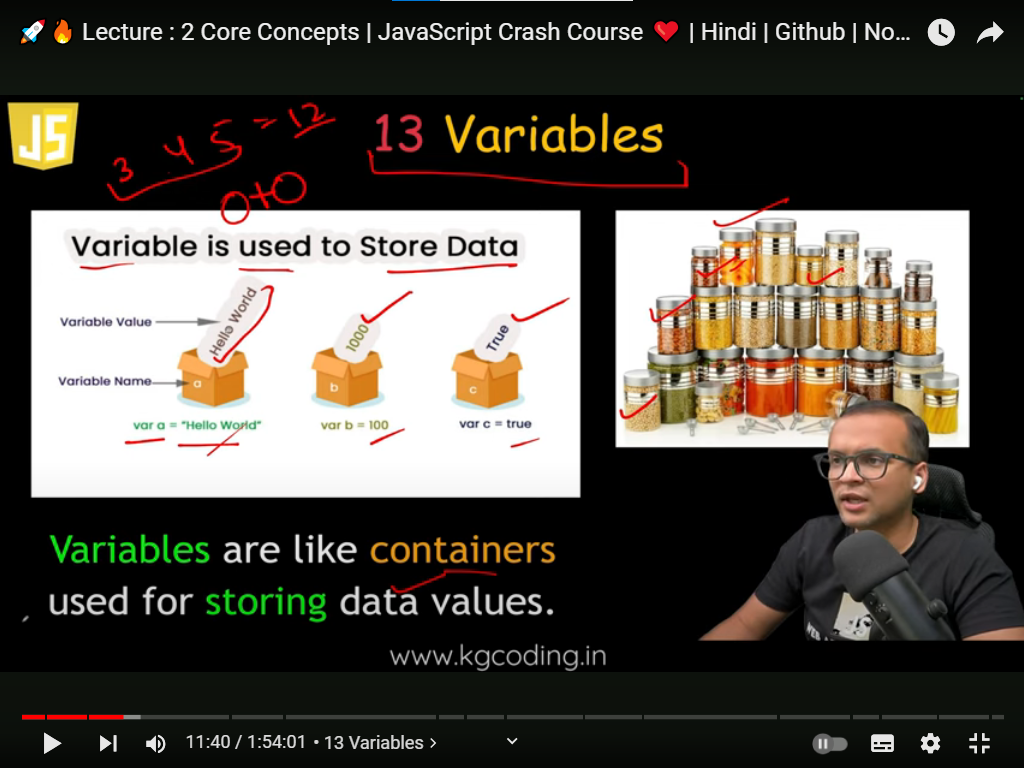 🚀🔥 Lecture : 2 Core Concepts | JavaScript Crash Course ❤️ | Hindi | Github | No...
JS
3 4 5 = 12
0+0
13 Variables
Variable is used to Store Data
Variable Value
Hello World
1000
True
Variable Name
a
b
c
var a = "Hello World"
var b = 100
var c = true
Variables are like containers
used for storing data values.
www.kgcoding.in
11:40 / 1:54:01 • 13 Variables >